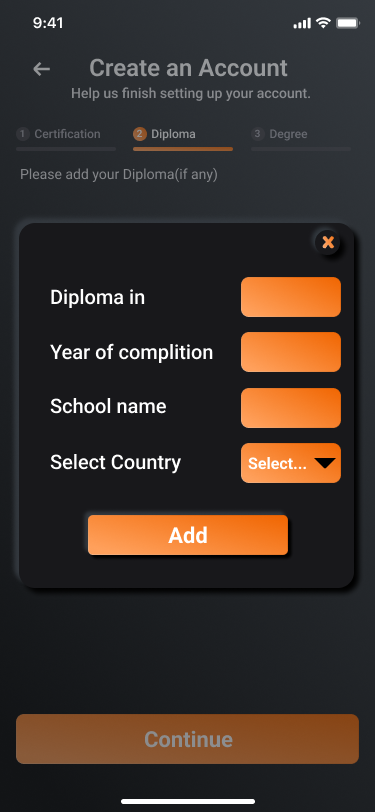 9:41
Create an Account
Help us finish setting up your account.
1 Certification 2 Diploma 3 Degree
Please add your Diploma(if any)
x
Diploma in
Year of complition
School name
Select Country Select...
Add
Continue